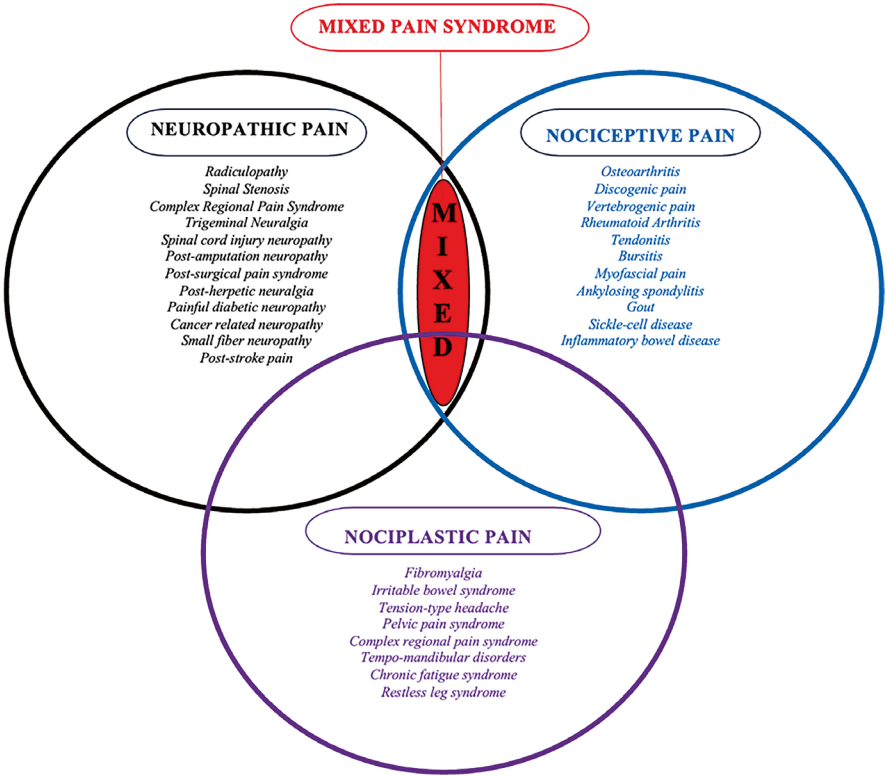 MIXED PAIN SYNDROME
NEUROPATHIC PAIN
Radiculopathy
Spinal Stenosis
Complex Regional Pain Syndrome
Trigeminal Neuralgia
Spinal cord injury neuropathy
Post-amputation neuropathy
Post-surgical pain syndrome
Post-herpetic neuralgia
Painful diabetic neuropathy
Cancer related neuropathy
Small fiber neuropathy
Post-stroke pain
MIXED
NOCICEPTIVE PAIN
Osteoarthritis
Discogenic pain
Vertebrogenic pain
Rheumatoid Arthritis
Tendonitis
Bursitis
Myofascial pain
Ankylosing spondylitis
Gout
Sickle-cell disease
Inflammatory bowel disease
NOCIPLASTIC PAIN
Fibromyalgia
Irritable bowel syndrome
Tension-type headache
Pelvic pain syndrome
Complex regional pain syndrome
Tempo-mandibular disorders
Chronic fatigue syndrome
Restless leg syndrome